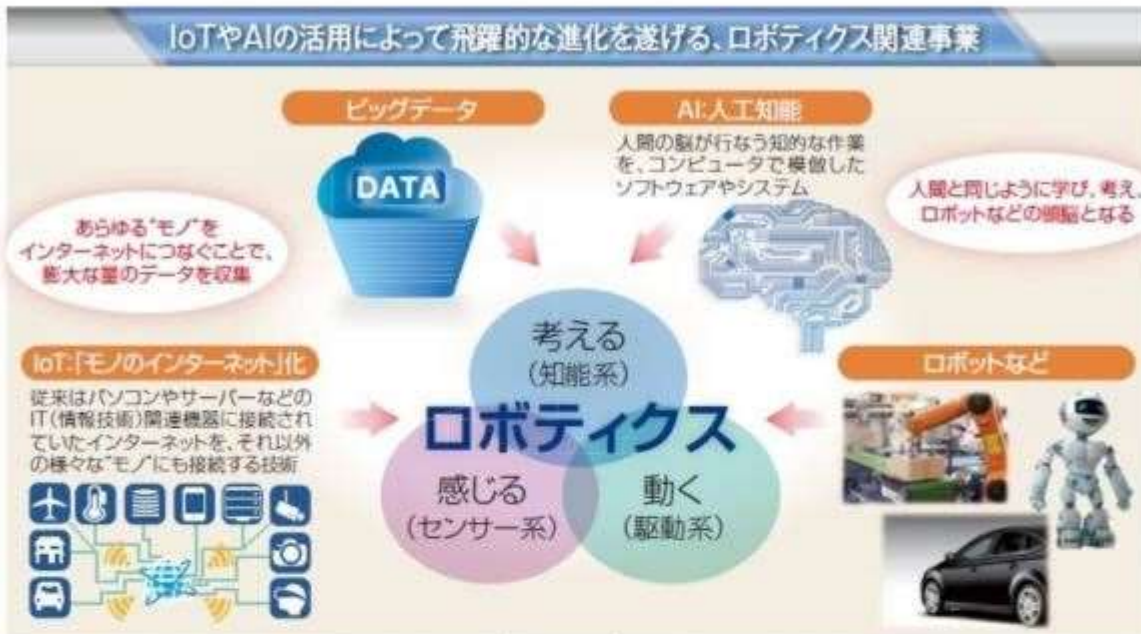 IoTやAIの活用によって飛躍的な進化を遂げる、ロボティクス関連事業
ビッグデータ
DATA
AI:人工知能
人間の脳が行なう知的な作業
を、コンピュータで模倣した
ソフトウェアやシステム
人間と同じように学び、考え、
ロボットなどの頭脳となる
あらゆる“モノ”を
インターネットにつなぐことで、
膨大な量のデータを収集
IoT:「モノのインターネット」化
従来はパソコンやサーバーなどの
IT(情報技術)関連機器に接続され
ていたインターネットを、それ以外
の様々な“モノ”にも接続する技術
考える
(知能系)
ロボティクス
感じる
(センサー系)
動く
(駆動系)
ロボットなど